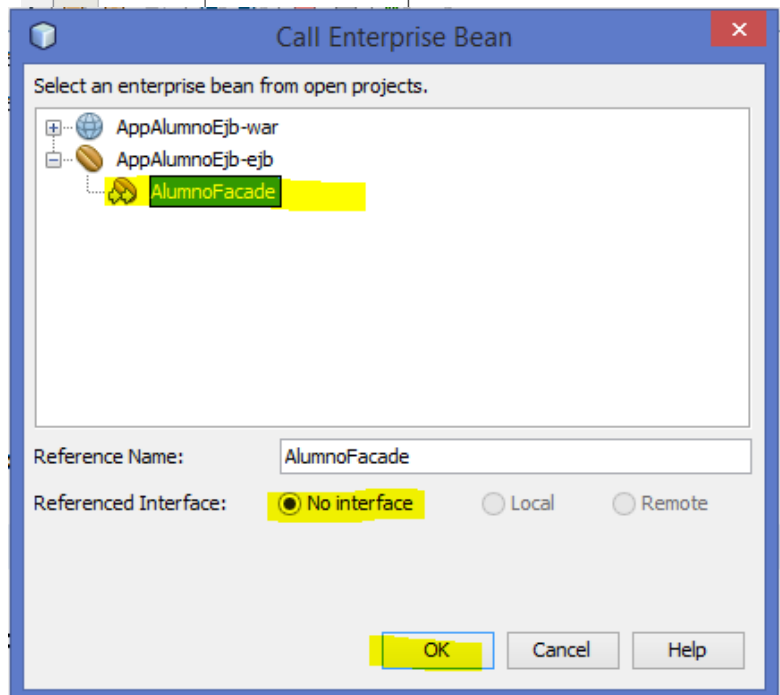 Call Enterprise Bean
Select an enterprise bean from open projects.
AppAlumnoEjb-war
AppAlumnoEjb-ejb
AlumnoFacade
Reference Name: AlumnoFacade
Referenced Interface: No interface Local Remote
OK Cancel Help